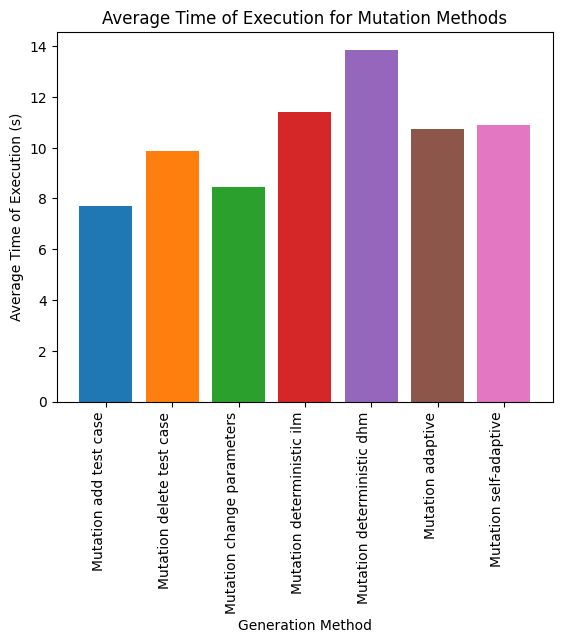 Average Time of Execution for Mutation Methods
Average Time of Execution (s)
14
12
10
8
6
4
2
0
Mutation add test case
Mutation delete test case
Mutation change parameters
Mutation deterministic ilm
Mutation deterministic dhm
Mutation adaptive
Mutation self-adaptive
Generation Method